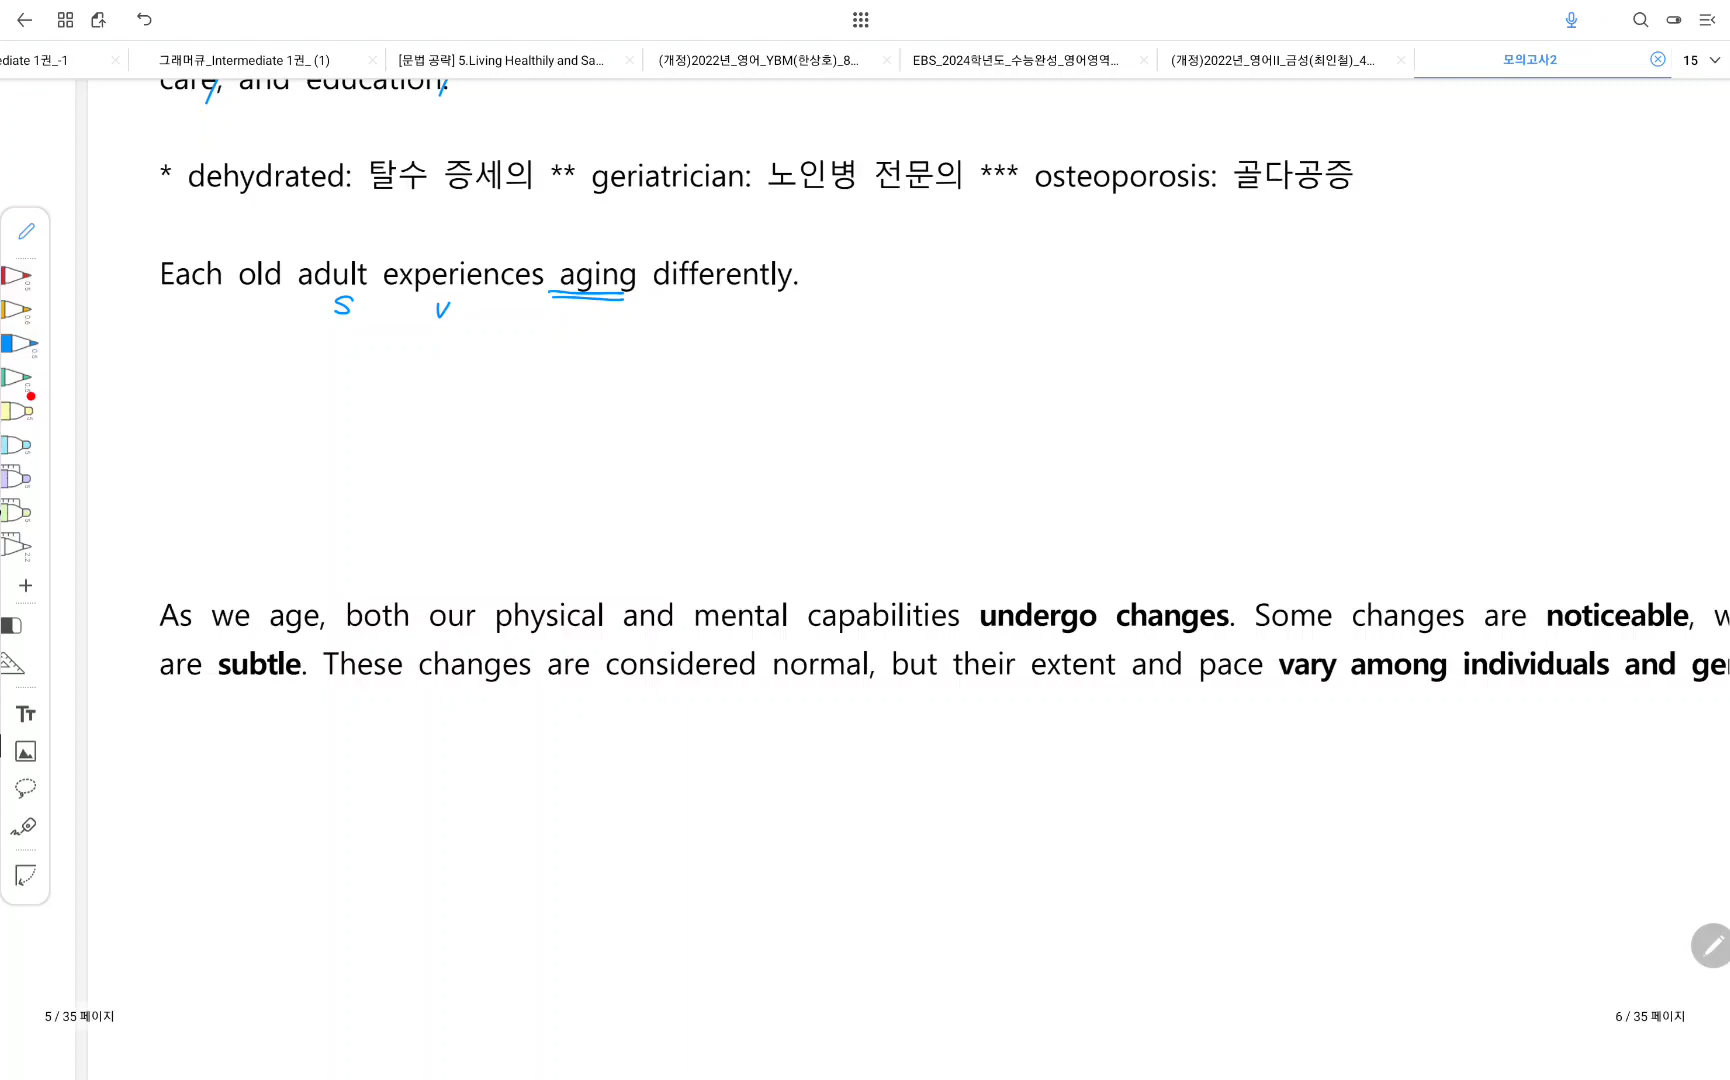 ediate 1권_-1
그래머큐_Intermediate 1권_ (1)
[문법 공략] 5.Living Healthily and Sa...
(개정)2022년_영어_YBM(한상호)_8...
EBS_2024학년도_수능완성_영어영역...
(개정)2022년_영어II_금성(최인철)_4...
모의고사2
15
care, and education.
* dehydrated: 탈수 증세의 ** geriatrician: 노인병 전문의 *** osteoporosis: 골다공증
Each old adult experiences aging differently.
S V
As we age, both our physical and mental capabilities undergo changes. Some changes are noticeable, w
are subtle. These changes are considered normal, but their extent and pace vary among individuals and ge
Tт
5 / 35 페이지
6 / 35 페이지